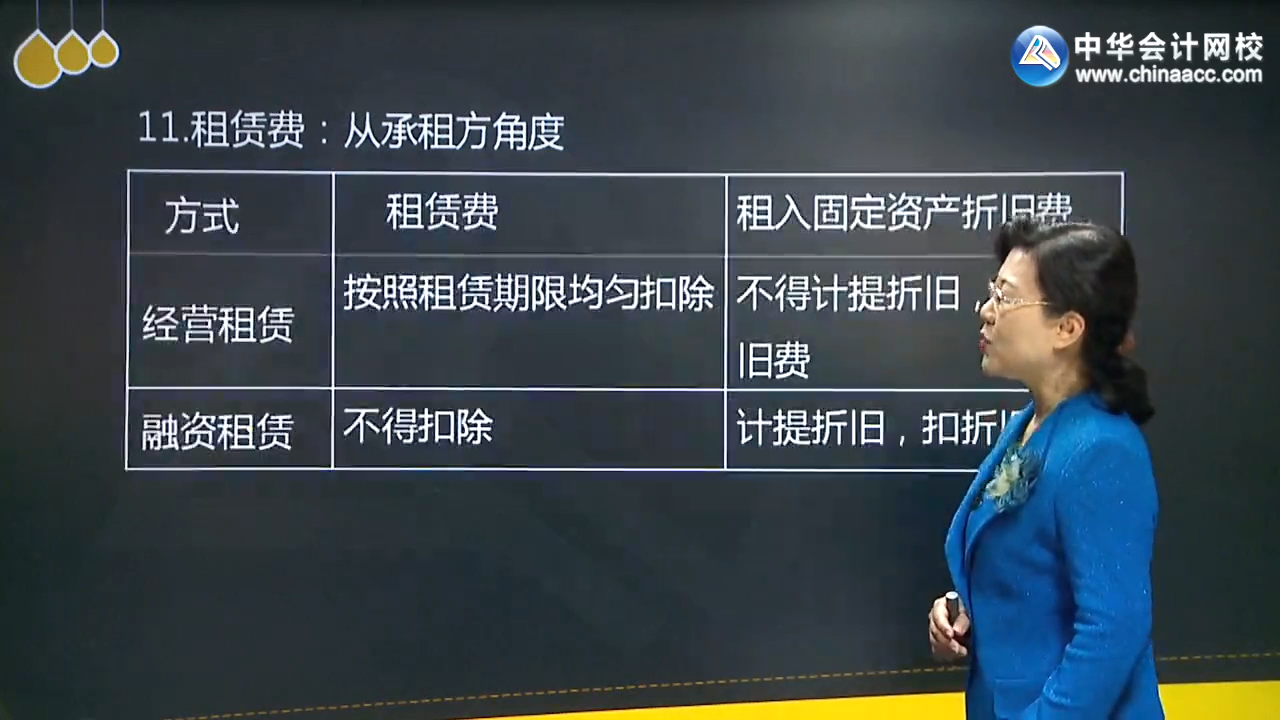 中华会计网校
www.chinaacc.com
11.租赁费：从承租方角度
方式 租赁费 租入固定资产折旧费
经营租赁 按照租赁期限均匀扣除 不得计提折旧，
旧费
融资租赁 不得扣除 计提折旧，扣折旧